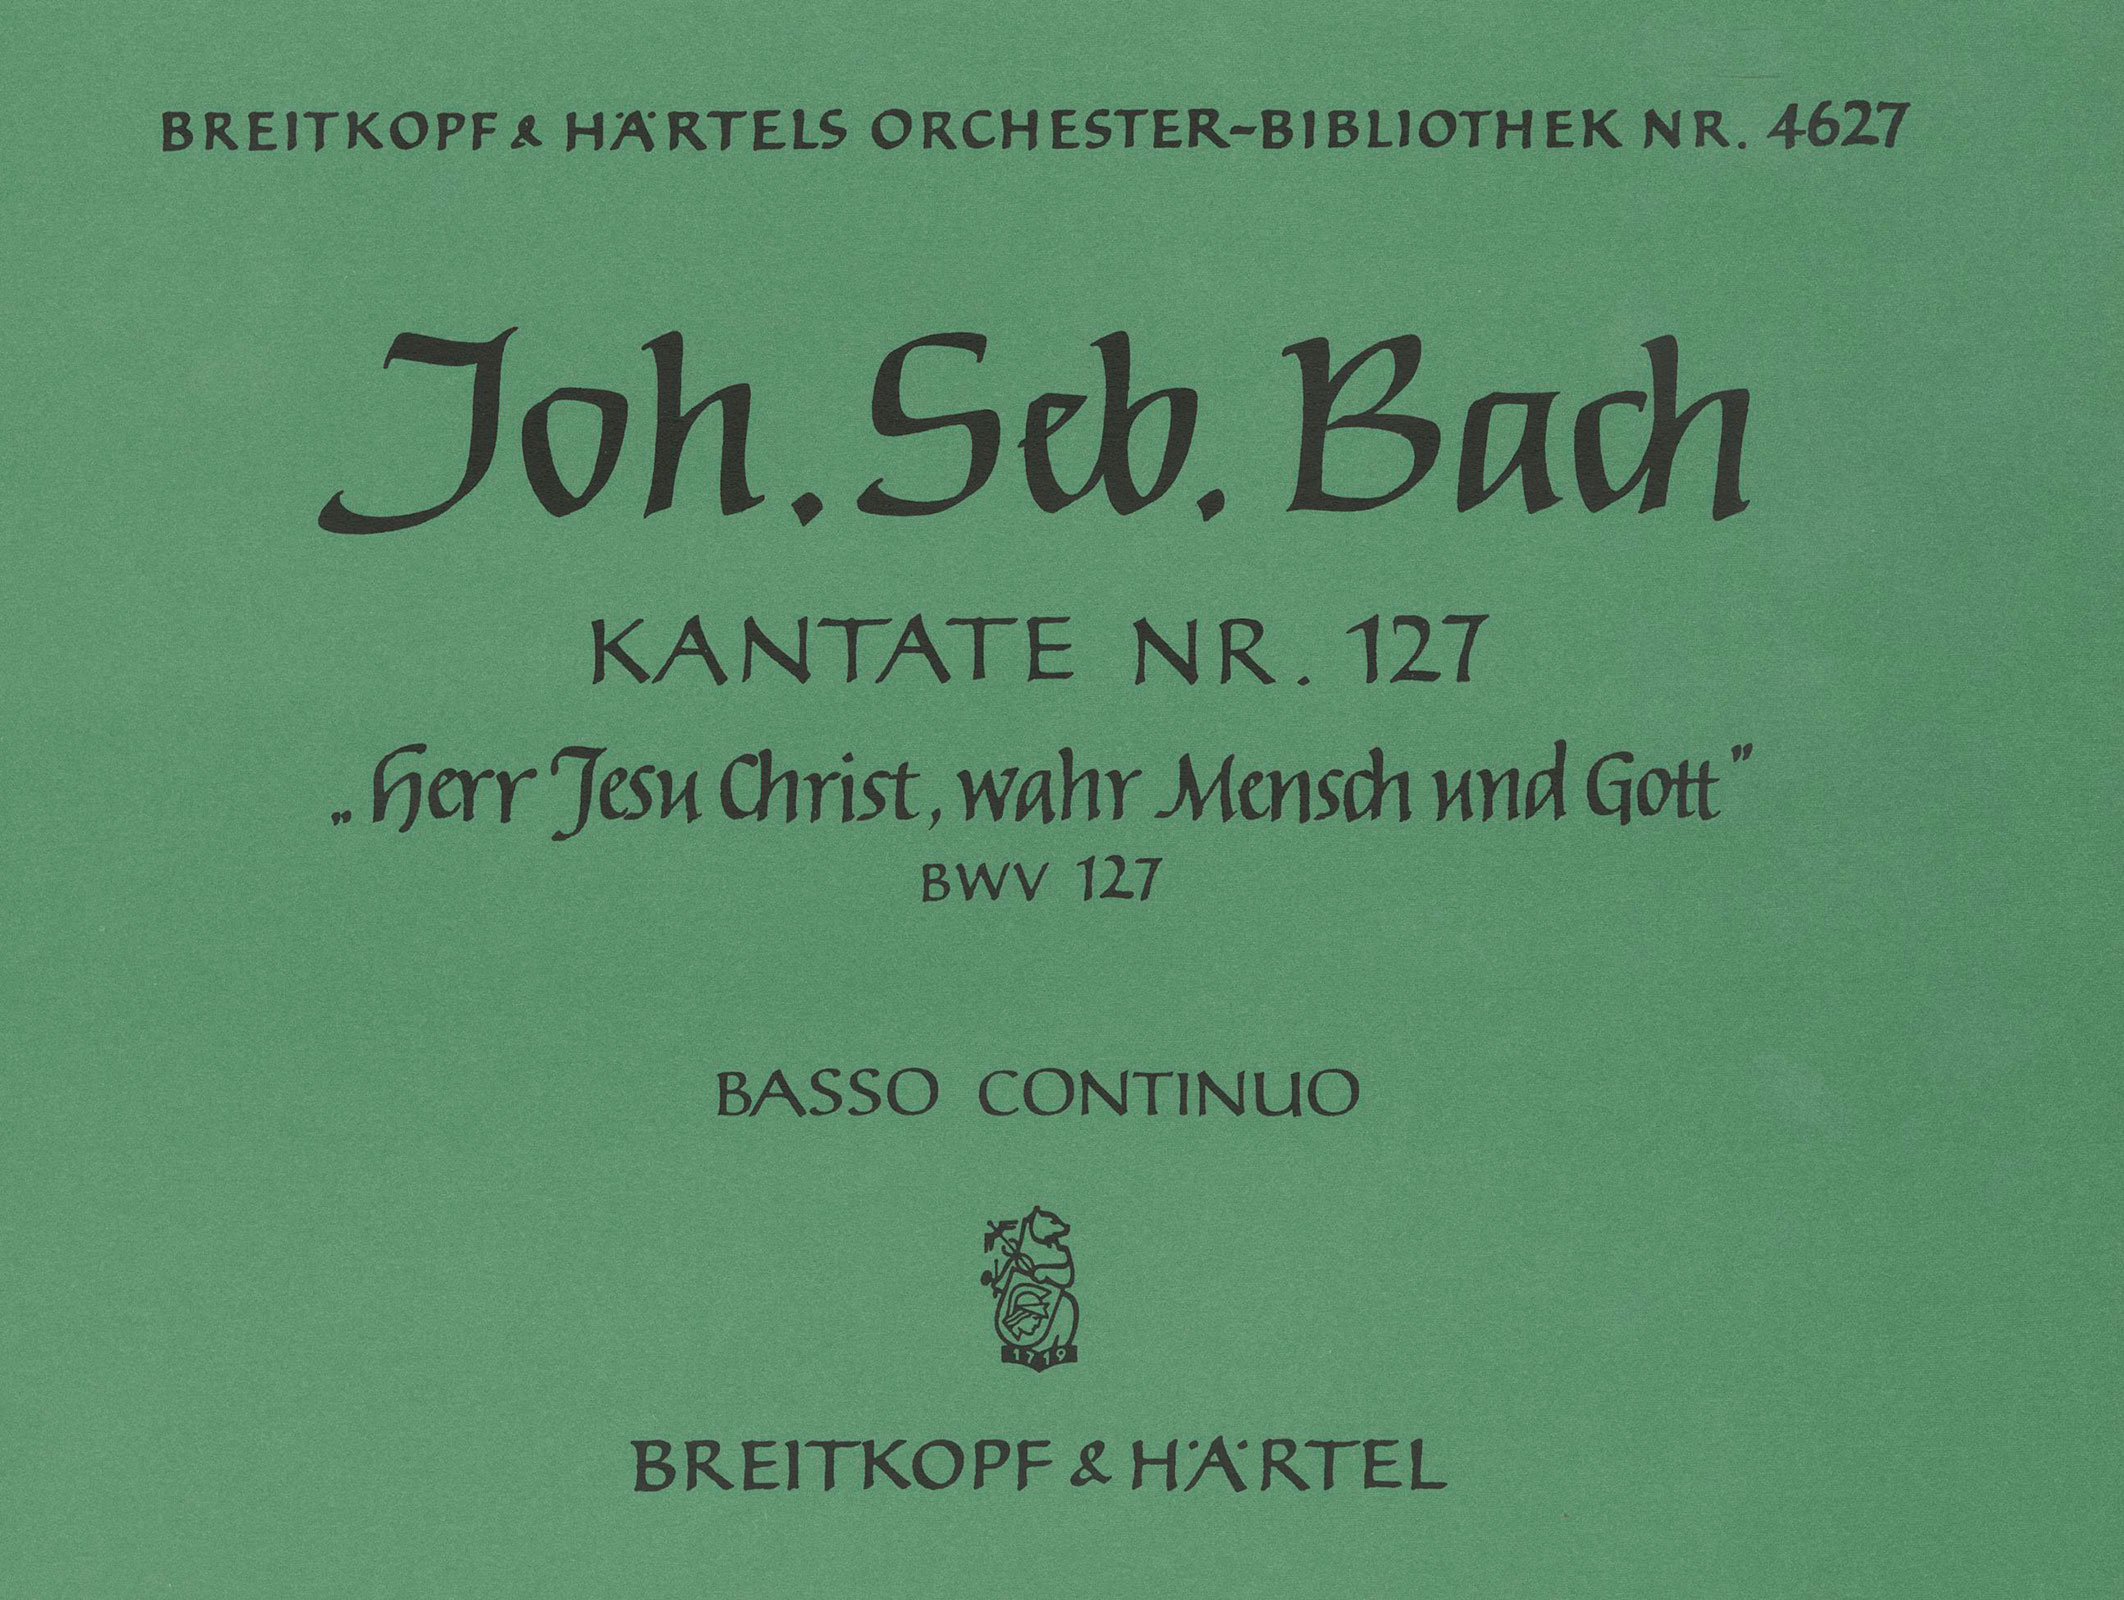 BREITKOPF & HÄRTELS ORCHESTER-BIBLIOTHEK NR. 4627
Joh. Seb. Bach
KANTATE NR. 127
„Herr Jesu Christ, wahr Mensch und Gott”
BWV 127
BASSO CONTINUO
1719
BREITKOPF & HÄRTEL